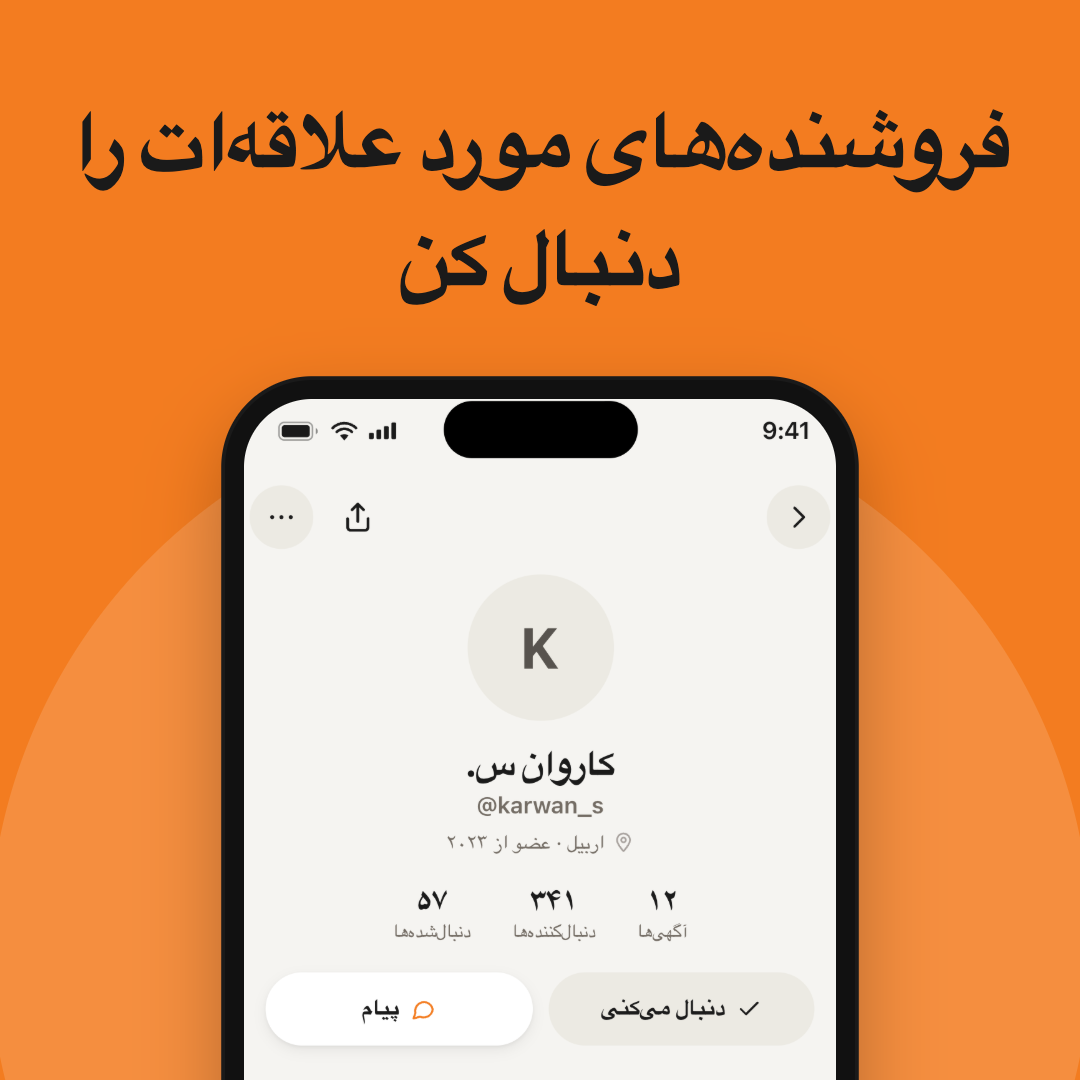 فروشنده‌های مورد علاقه‌ات را
دنبال کن
9:41
K
کاروان س.
@karwan_s
اربیل · عضو از ۲۰۲۳
۱۲ ۳۴۱ ۵۷
آگهی‌ها دنبال‌کننده‌ها دنبال‌شده‌ها
دنبال می‌کنی پیام